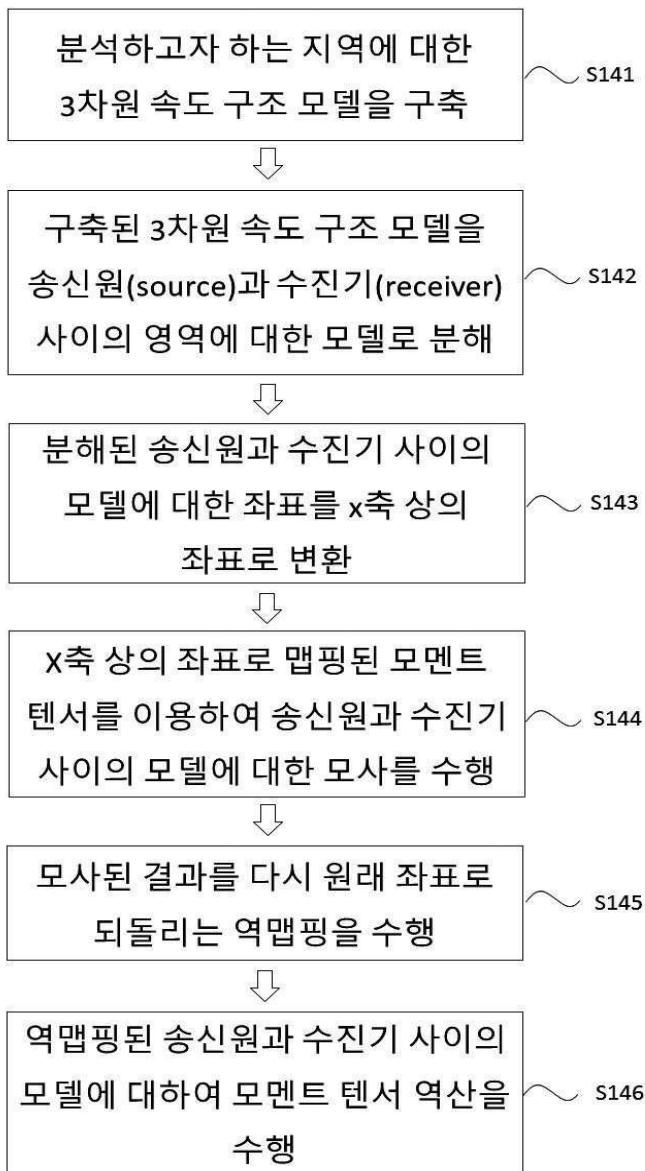 분석하고자 하는 지역에 대한
3차원 속도 구조 모델을 구축
S141
구축된 3차원 속도 구조 모델을
송신원(source)과 수진기(receiver)
사이의 영역에 대한 모델로 분해
S142
분해된 송신원과 수진기 사이의
모델에 대한 좌표를 x축 상의
좌표로 변환
S143
X축 상의 좌표로 맵핑된 모멘트
텐서를 이용하여 송신원과 수진기
사이의 모델에 대한 모사를 수행
S144
모사된 결과를 다시 원래 좌표로
되돌리는 역맵핑을 수행
S145
역맵핑된 송신원과 수진기 사이의
모델에 대하여 모멘트 텐서 역산을
수행
S146